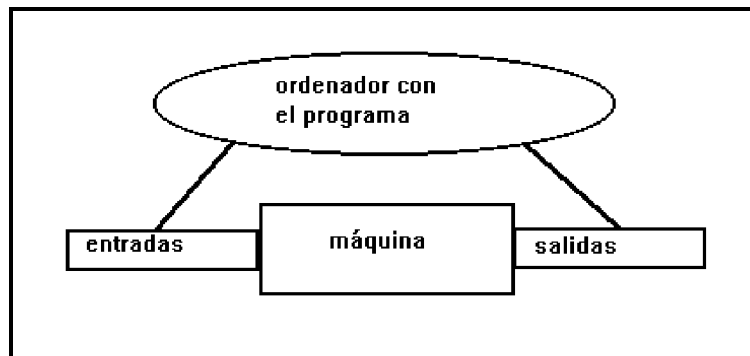 ordenador con
el programa
entradas
máquina
salidas